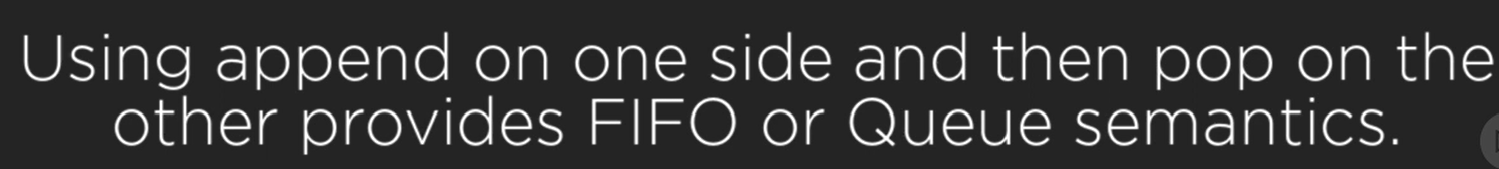 Using append on one side and then pop on the
other provides FIFO or Queue semantics.